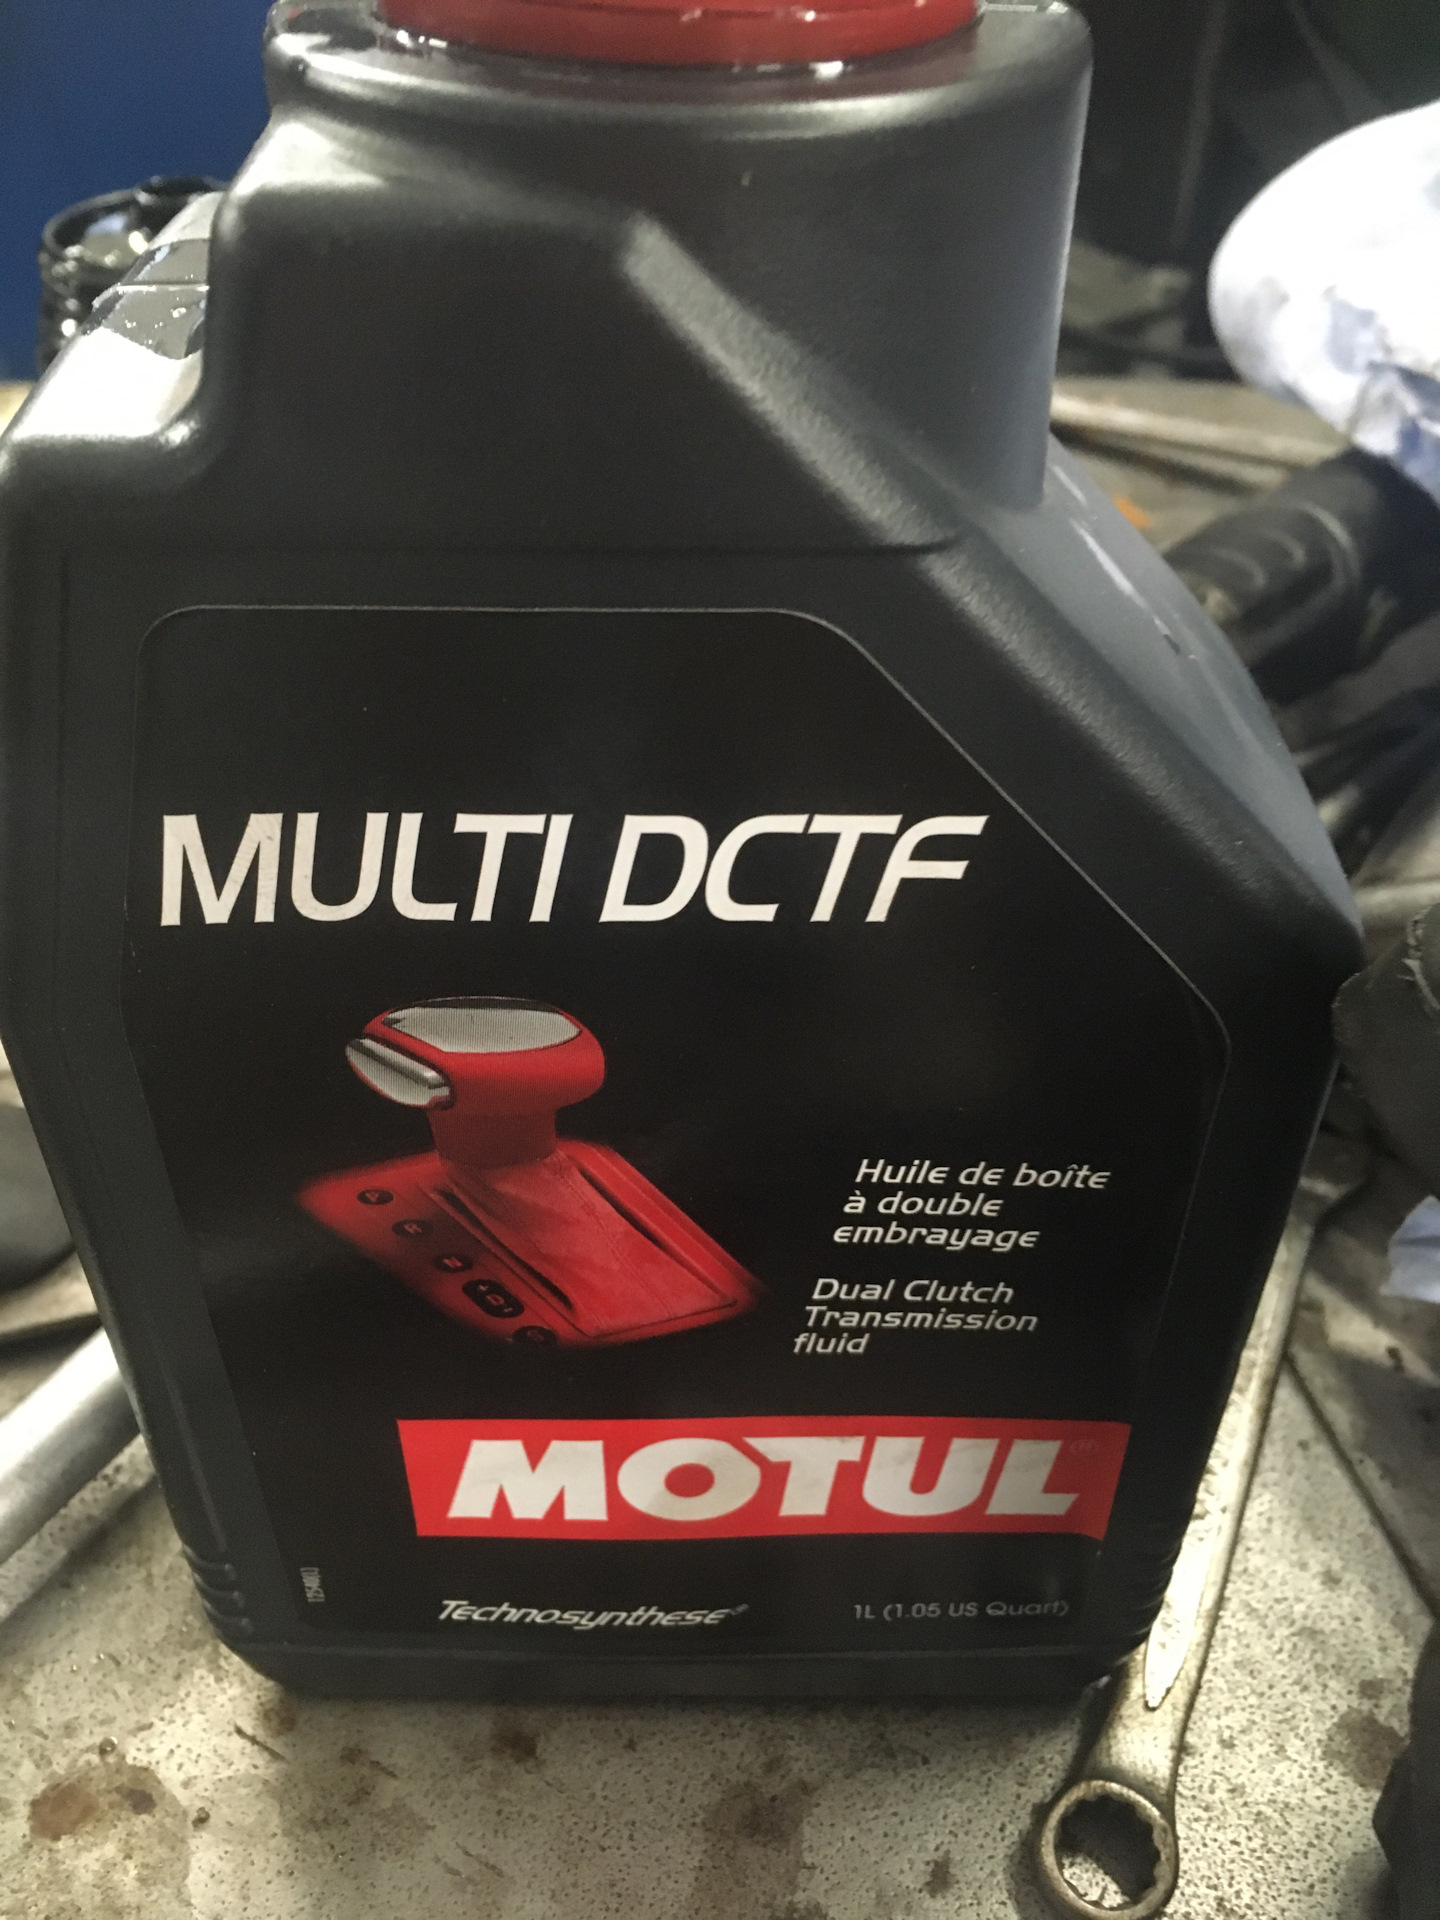 MULTI DCTF
P
R
N
+D-
S
Huile de boîte
à double
embrayage
Dual Clutch
Transmission
fluid
MOTUL®
Technosynthese®
1L (1.05 US Quart)